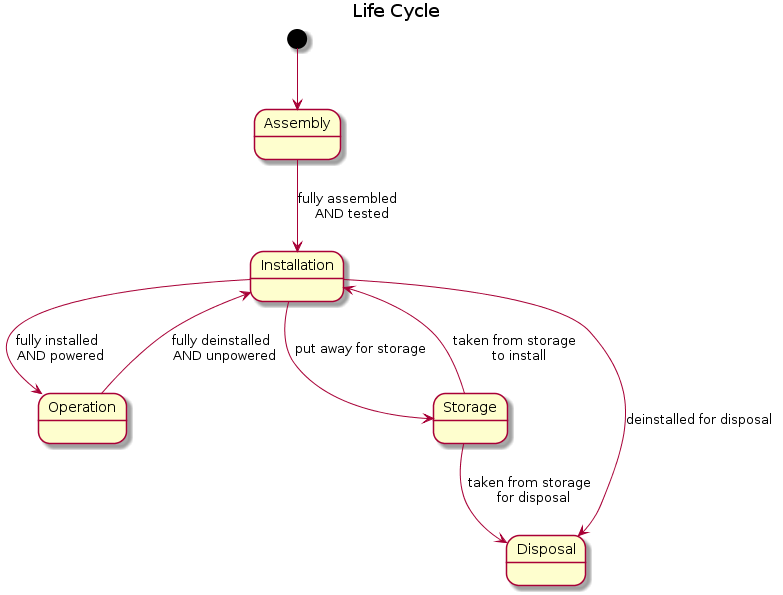 Life Cycle
Assembly
fully assembled
AND tested
Installation
fully installed
AND powered
fully deinstalled
AND unpowered
put away for storage
taken from storage
to install
deinstalled for disposal
Operation
Storage
taken from storage
for disposal
Disposal